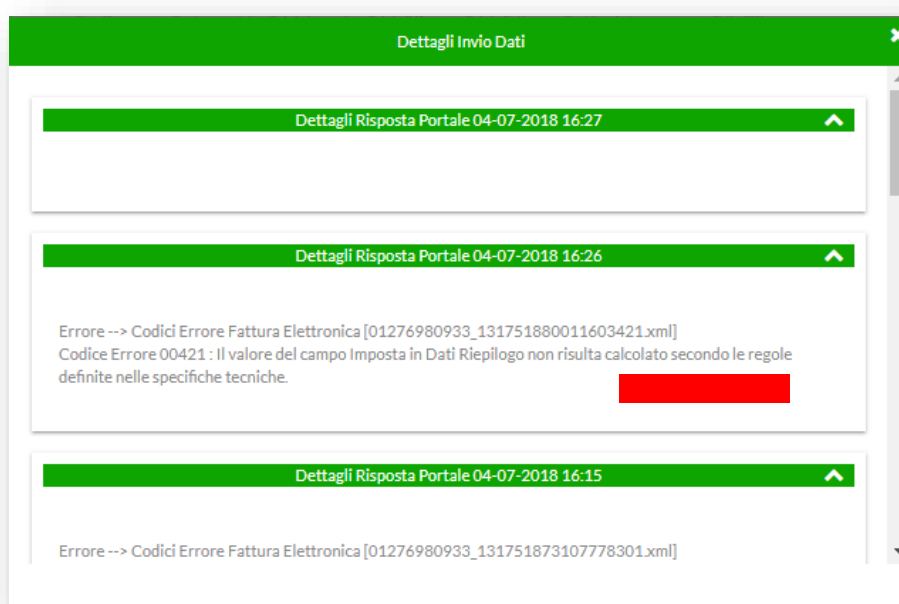 Dettagli Invio Dati
Dettagli Risposta Portale 04-07-2018 16:27
Dettagli Risposta Portale 04-07-2018 16:26
Errore --> Codici Errore Fattura Elettronica [01276980933_131751880011603421.xml]
Codice Errore 00421 : Il valore del campo Imposta in Dati Riepilogo non risulta calcolato secondo le regole
definite nelle specifiche tecniche.
Dettagli Risposta Portale 04-07-2018 16:15
Errore --> Codici Errore Fattura Elettronica [01276980933_131751873107778301.xml]